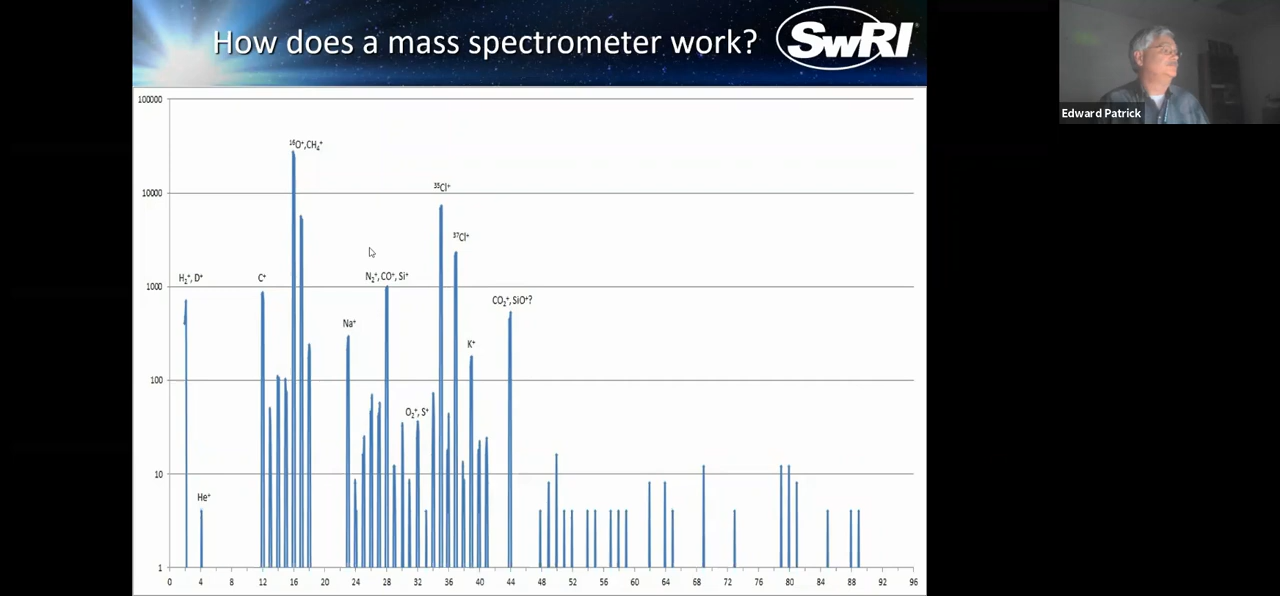 How does a mass spectrometer work?
SwRI
Edward Patrick
100000
10000
1000
100
10
1
¹⁶O⁺,CH₄⁺
³⁵Cl⁺
³⁷Cl⁺
H₂⁺, D⁺
C⁺
N₂⁺, CO⁺, Si⁺
CO₂⁺, SiO⁺?
Na⁺
K⁺
O₂⁺, S⁺
He⁺
0 4 8 12 16 20 24 28 32 36 40 44 48 52 56 60 64 68 72 76 80 84 88 92 96